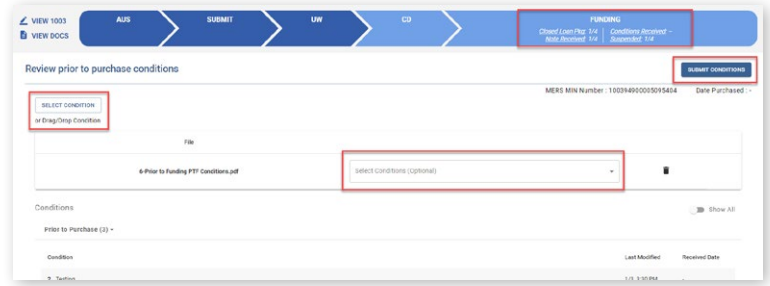 VIEW 1003
VIEW DOCS
AUS
SUBMIT
UW
CD
FUNDING
Closed Loan Pkg: 1/4 | Conditions Received: -
Note Received: 1/4 | Suspended: 1/4
Review prior to purchase conditions
SUBMIT CONDITIONS
MERS MIN Number : 100394900005095404 Date Purchased : -
SELECT CONDITION
or Drag/Drop Condition
File
6-Prior to Funding PTF Conditions.pdf
Select Conditions (Optional)
Conditions
Show All
Prior to Purchase (2)
Condition
Last Modified
Received Date
2 Testing
1/3, 3:30 PM
-